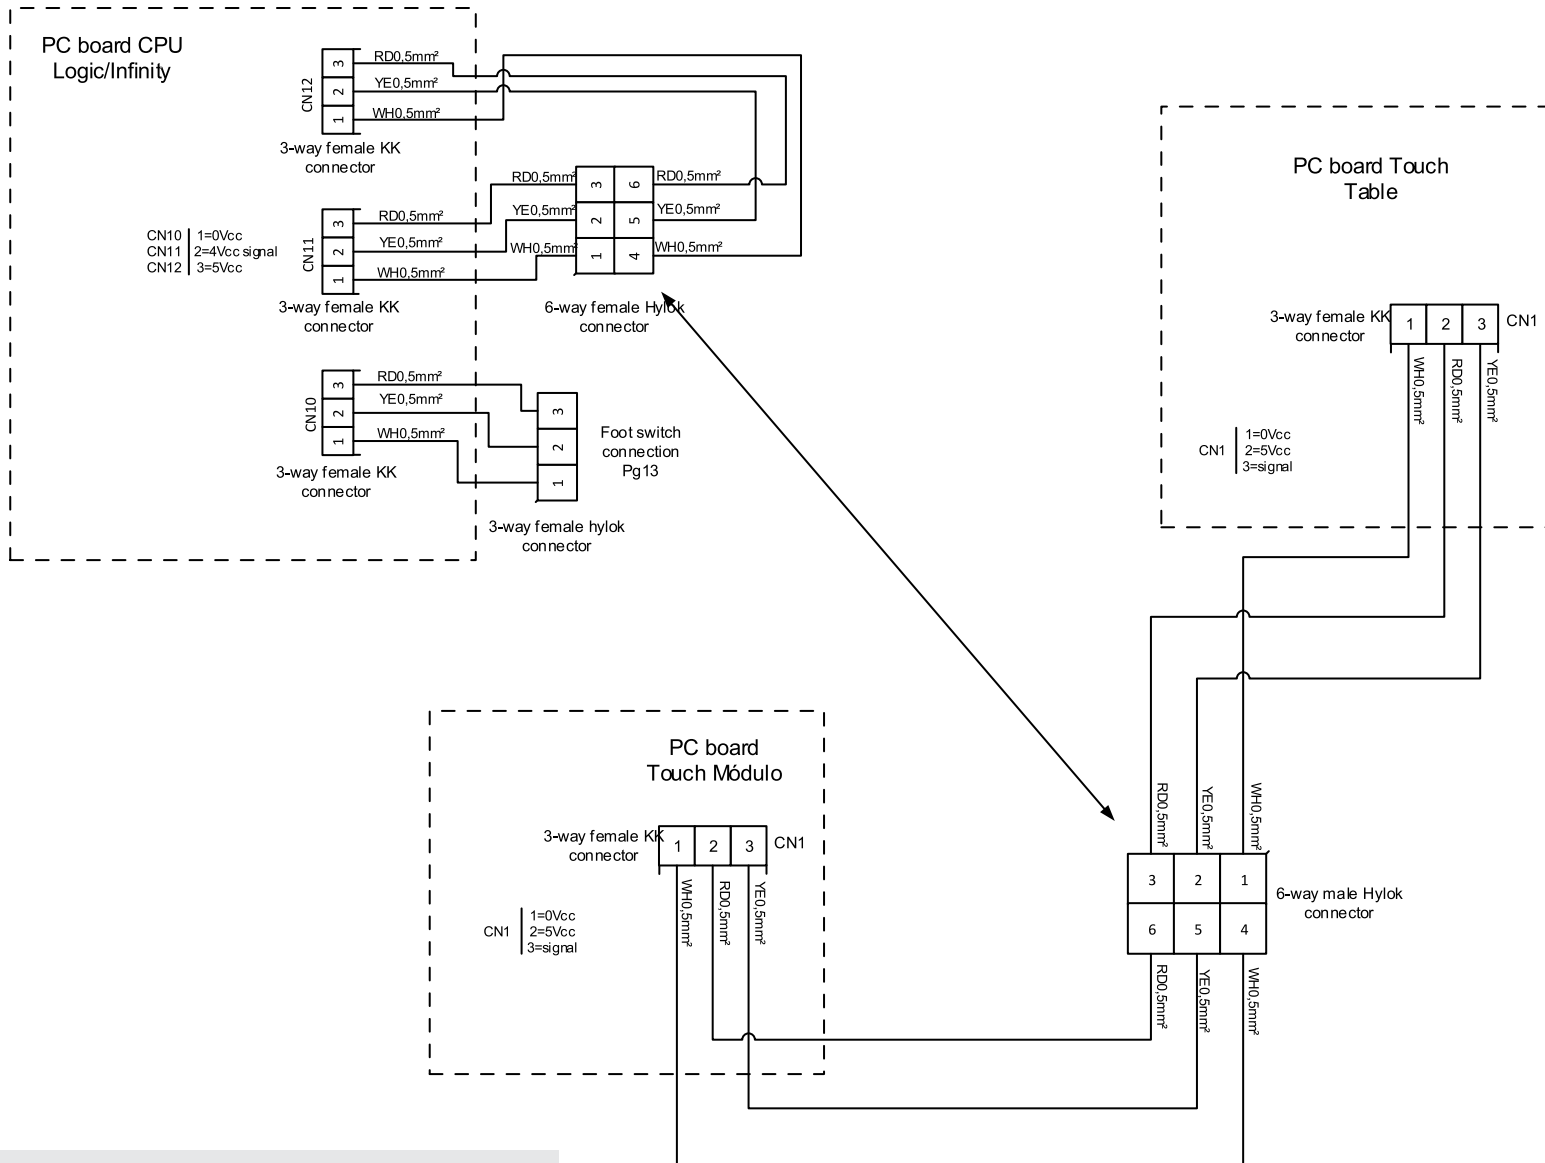 PC board CPU
Logic/Infinity
CN12
3
2
1
RD0,5mm²
YE0,5mm²
WH0,5mm²
3-way female KK
connector
CN10 1=0Vcc
CN11 2=4Vcc signal
CN12 3=5Vcc
CN11
3
2
1
RD0,5mm²
YE0,5mm²
WH0,5mm²
3-way female KK
connector
RD0,5mm²
YE0,5mm²
WH0,5mm²
3 6
2 5
1 4
RD0,5mm²
YE0,5mm²
WH0,5mm²
6-way female Hylok
connector
CN10
3
2
1
RD0,5mm²
YE0,5mm²
WH0,5mm²
3-way female KK
connector
3
2
1
Foot switch
connection
Pg13
3-way female hylok
connector
PC board Touch
Table
3-way female KK
connector
1 2 3
CN1
WH0,5mm²
RD0,5mm²
YE0,5mm²
CN1
1=0Vcc
2=5Vcc
3=signal
PC board
Touch Módulo
3-way female KK
connector
1 2 3
CN1
WH0,5mm²
RD0,5mm²
YE0,5mm²
CN1
1=0Vcc
2=5Vcc
3=signal
RD0,5mm²
YE0,5mm²
WH0,5mm²
3 2 1
6 5 4
6-way male Hylok
connector
RD0,5mm²
YE0,5mm²
WH0,5mm²